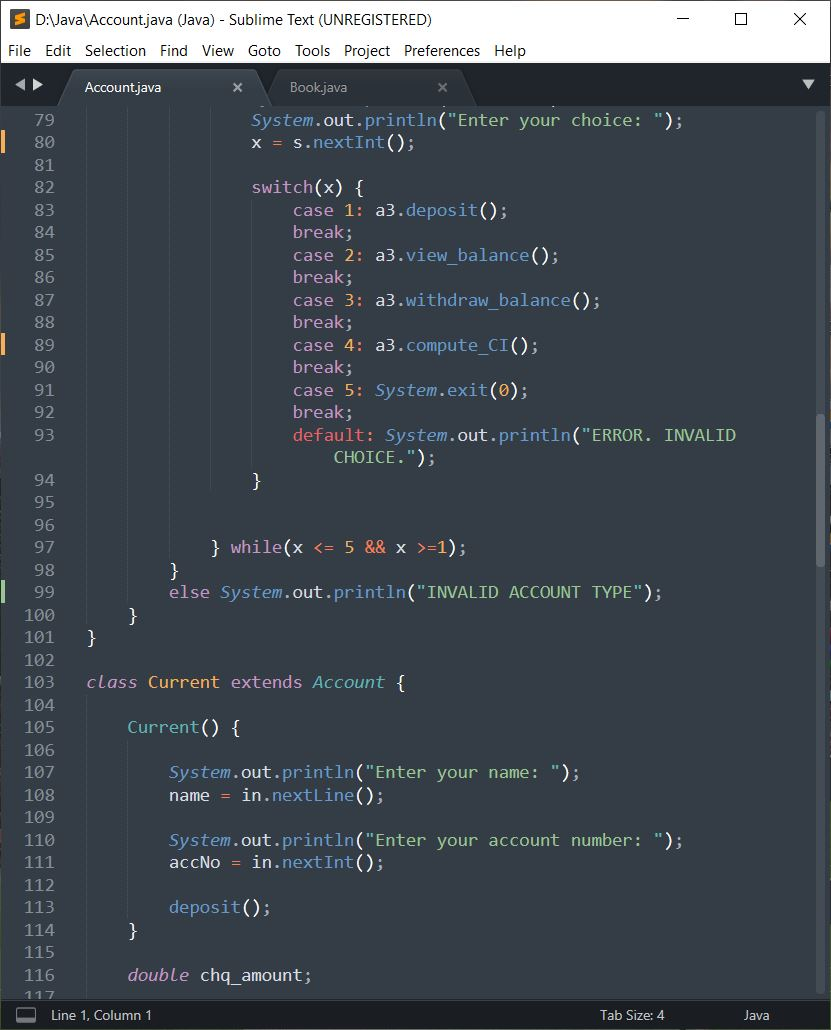 D:\Java\Account.java (Java) - Sublime Text (UNREGISTERED)
File Edit Selection Find View Goto Tools Project Preferences Help
Account.java Book.java
79 System.out.println("Enter your choice: ");
80 x = s.nextInt();
81
82 switch(x) {
83 case 1: a3.deposit();
84 break;
85 case 2: a3.view_balance();
86 break;
87 case 3: a3.withdraw_balance();
88 break;
89 case 4: a3.compute_CI();
90 break;
91 case 5: System.exit(0);
92 break;
93 default: System.out.println("ERROR. INVALID
CHOICE.");
94 }
95
96
97 } while(x <= 5 && x >=1);
98 }
99 else System.out.println("INVALID ACCOUNT TYPE");
100 }
101 }
102
103 class Current extends Account {
104
105 Current() {
106
107 System.out.println("Enter your name: ");
108 name = in.nextLine();
109
110 System.out.println("Enter your account number: ");
111 accNo = in.nextInt();
112
113 deposit();
114 }
115
116 double chq_amount;
117
Line 1, Column 1 Tab Size: 4 Java